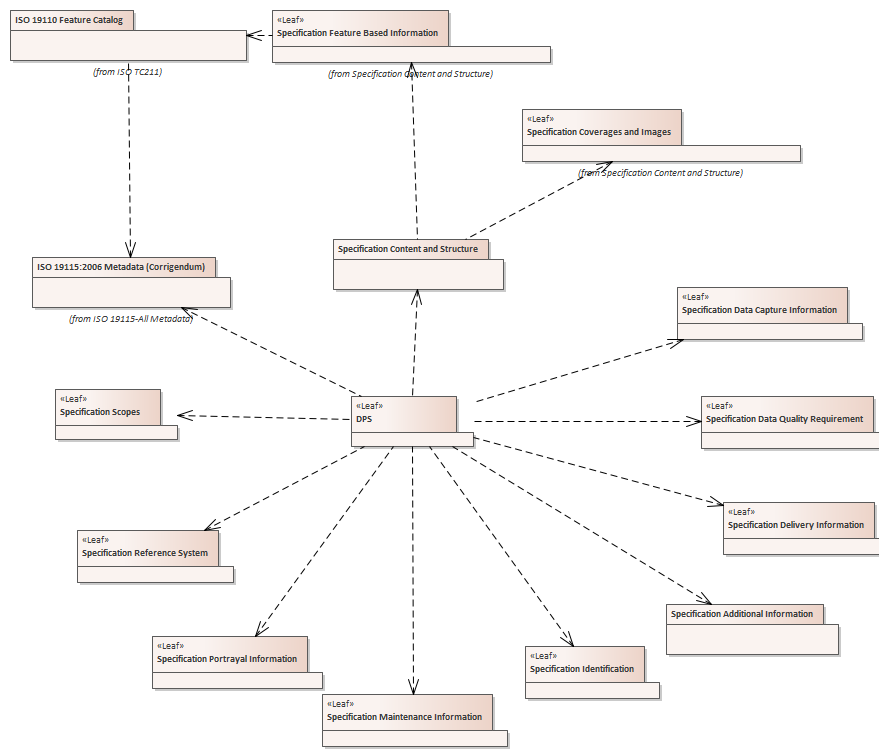 ISO 19110 Feature Catalog
(from ISO TC211)
«Leaf»
Specification Feature Based Information
(from Specification Content and Structure)
«Leaf»
Specification Coverages and Images
(from Specification Content and Structure)
Specification Content and Structure
ISO 19115:2006 Metadata (Corrigendum)
(from ISO 19115-All Metadata)
«Leaf»
Specification Data Capture Information
«Leaf»
Specification Scopes
«Leaf»
DPS
«Leaf»
Specification Data Quality Requirement
«Leaf»
Specification Delivery Information
«Leaf»
Specification Reference System
Specification Additional Information
«Leaf»
Specification Portrayal Information
«Leaf»
Specification Identification
«Leaf»
Specification Maintenance Information